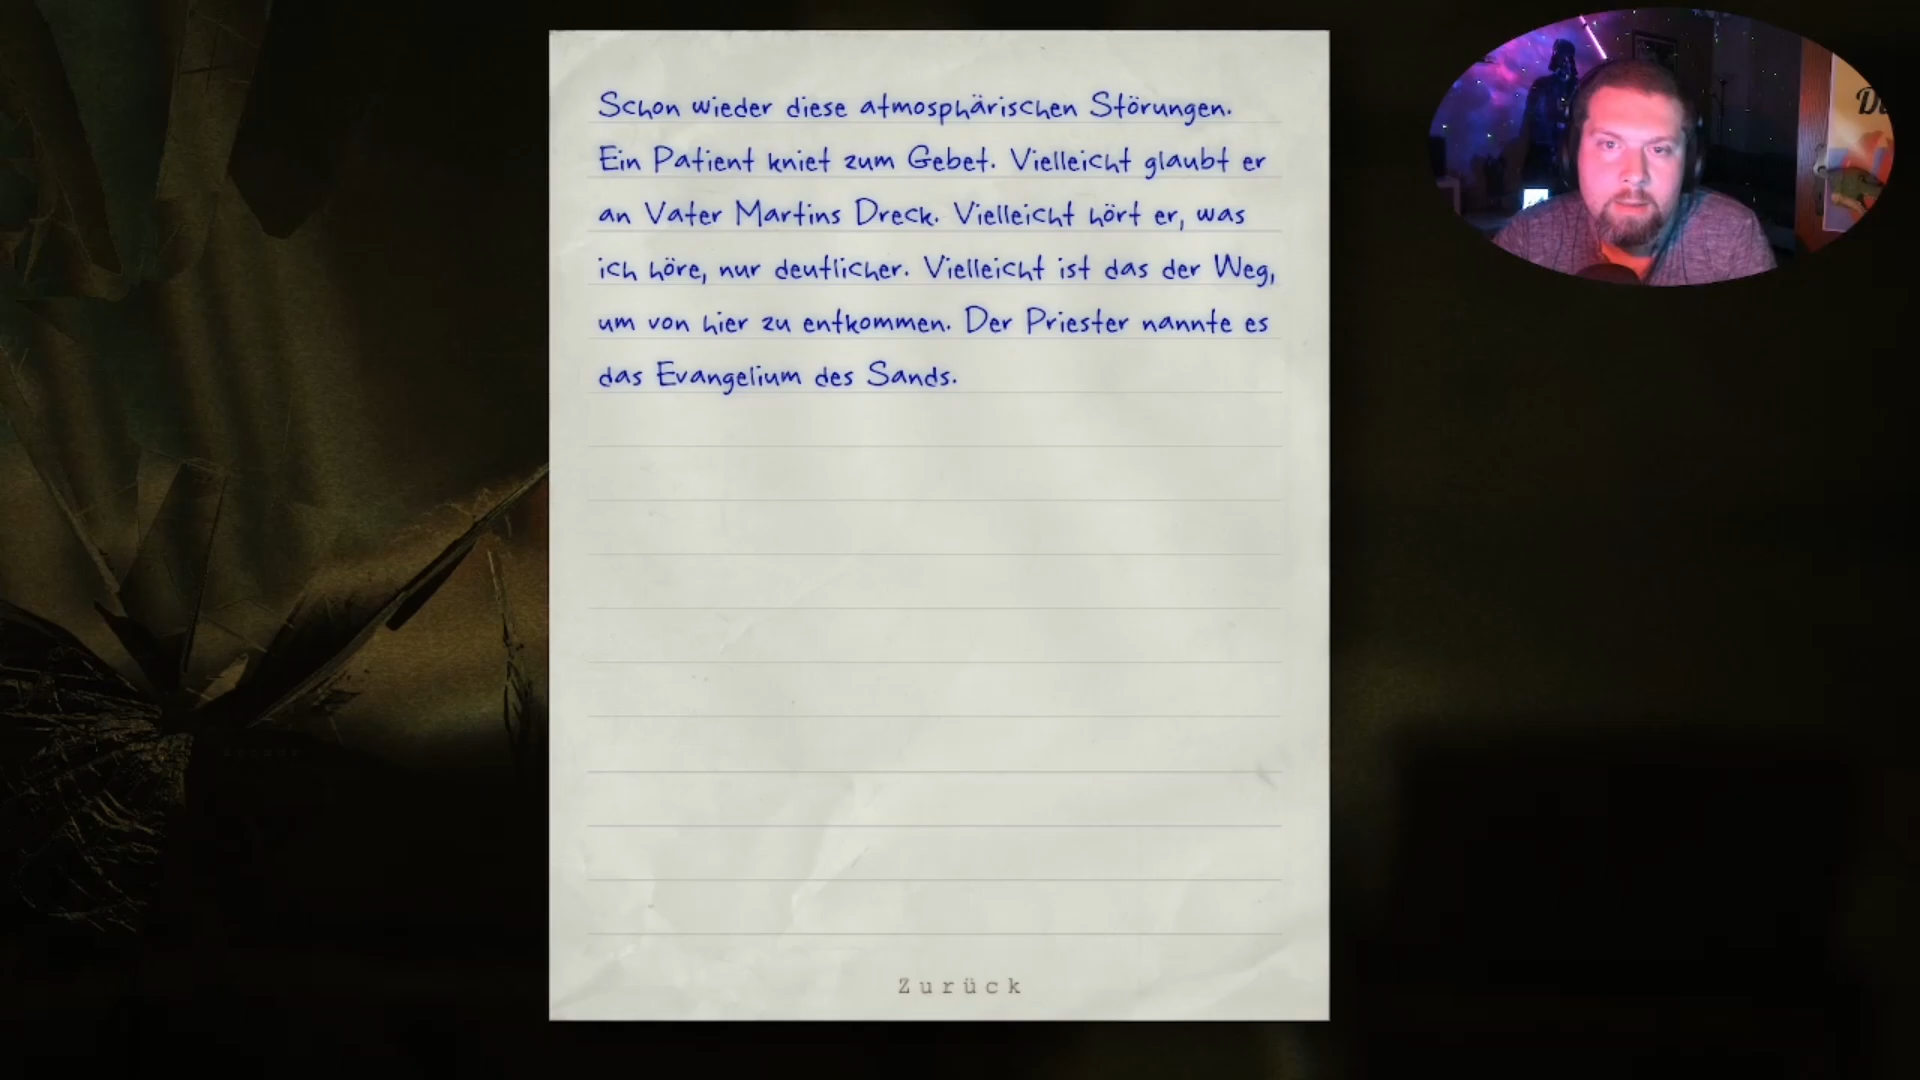 Schon wieder diese atmosphärischen Störungen.
Ein Patient kniet zum Gebet. Vielleicht glaubt er
an Vater Martins Dreck. Vielleicht hört er, was
ich höre, nur deutlicher. Vielleicht ist das der Weg,
um von hier zu entkommen. Der Priester nannte es
das Evangelium des Sands.
Zurück